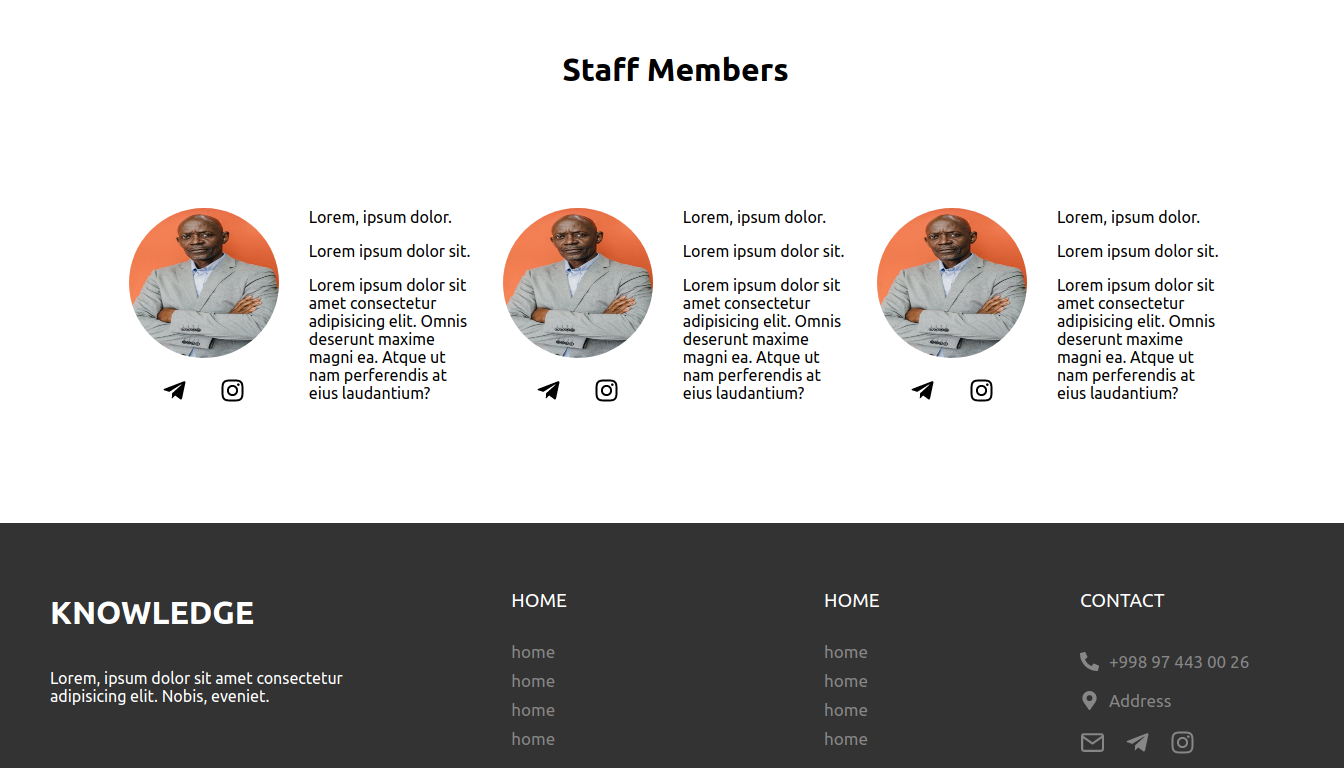 Staff Members
Lorem, ipsum dolor.
Lorem ipsum dolor sit.
Lorem ipsum dolor sit
amet consectetur
adipisicing elit. Omnis
deserunt maxime
magni ea. Atque ut
nam perferendis at
eius laudantium?
Lorem, ipsum dolor.
Lorem ipsum dolor sit.
Lorem ipsum dolor sit
amet consectetur
adipisicing elit. Omnis
deserunt maxime
magni ea. Atque ut
nam perferendis at
eius laudantium?
Lorem, ipsum dolor.
Lorem ipsum dolor sit.
Lorem ipsum dolor sit
amet consectetur
adipisicing elit. Omnis
deserunt maxime
magni ea. Atque ut
nam perferendis at
eius laudantium?
KNOWLEDGE
Lorem, ipsum dolor sit amet consectetur
adipisicing elit. Nobis, eveniet.
HOME
home
home
home
home
HOME
home
home
home
home
CONTACT
+998 97 443 00 26
Address